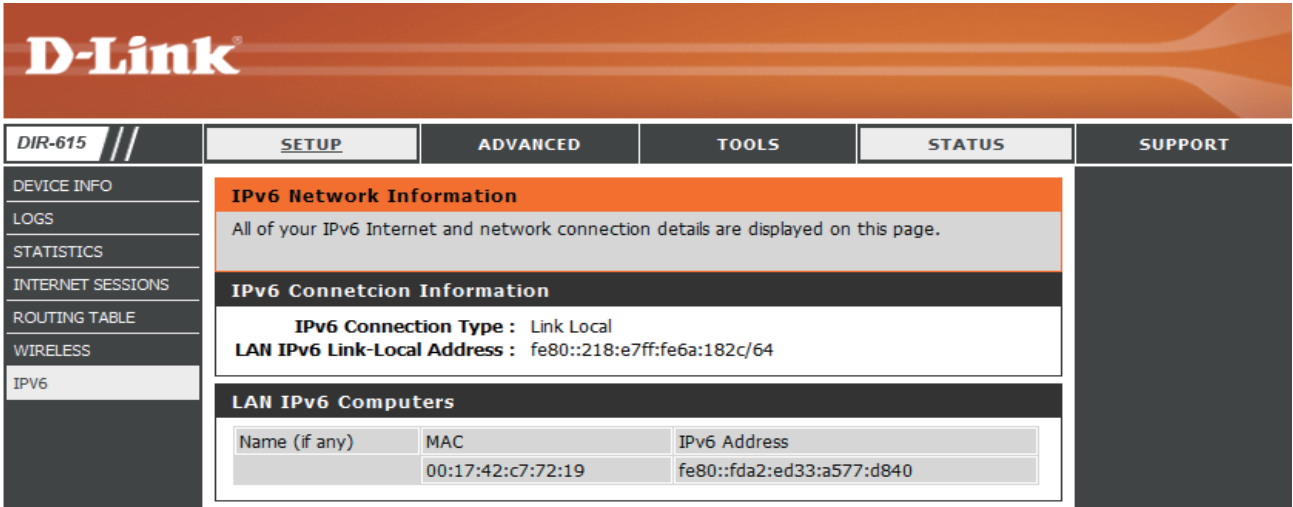 D-Link®
DIR-615
SETUP ADVANCED TOOLS STATUS SUPPORT
DEVICE INFO
LOGS
STATISTICS
INTERNET SESSIONS
ROUTING TABLE
WIRELESS
IPV6
IPv6 Network Information
All of your IPv6 Internet and network connection details are displayed on this page.
IPv6 Connetcion Information
IPv6 Connection Type : Link Local
LAN IPv6 Link-Local Address : fe80::218:e7ff:fe6a:182c/64
LAN IPv6 Computers
Name (if any) MAC IPv6 Address
00:17:42:c7:72:19 fe80::fda2:ed33:a577:d840